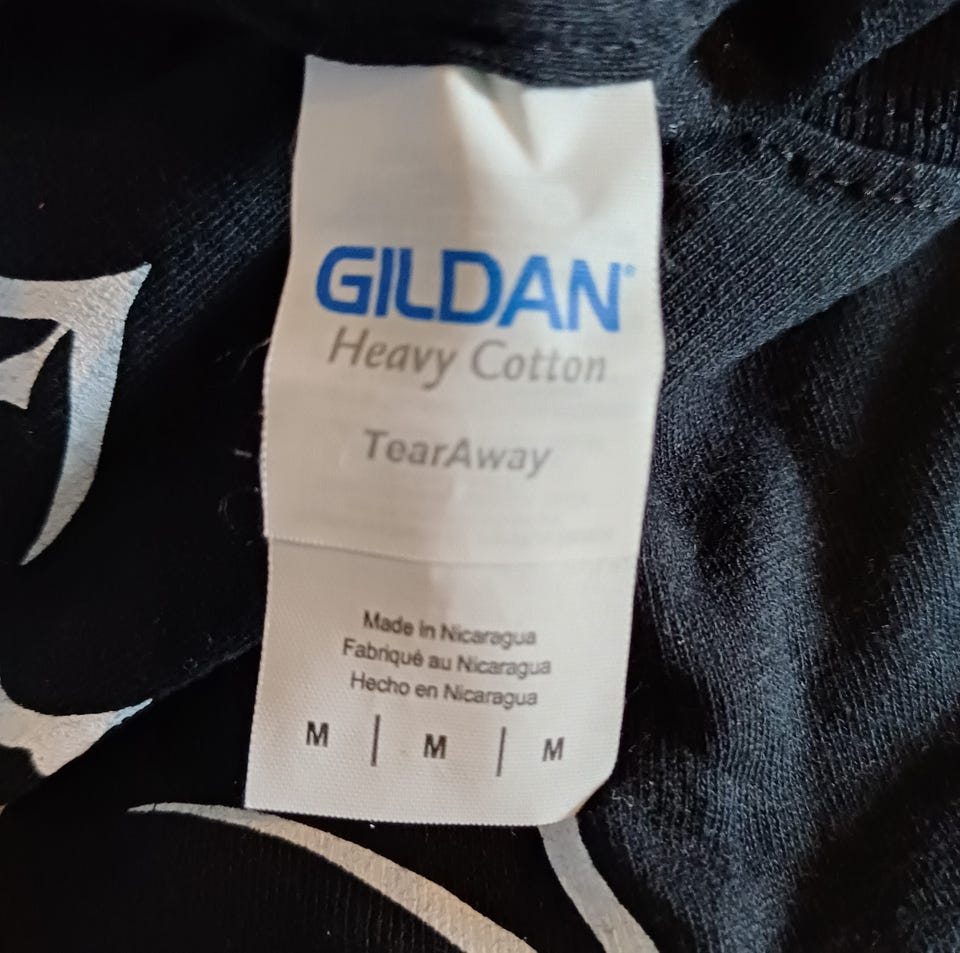 GILDAN®
Heavy Cotton
TearAway
Made in Nicaragua
Fabriqué au Nicaragua
Hecho en Nicaragua
M | M | M